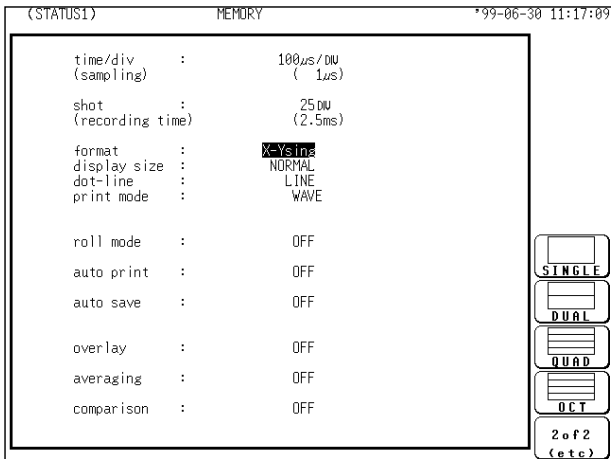 (STATUS1) MEMORY '99-06-30 11:17:09
time/div : 100μs/DIV
(sampling) ( 1μs)
shot : 25DIV
(recording time) (2.5ms)
format : X-Ysing
display size : NORMAL
dot-line : LINE
print mode : WAVE
roll mode : OFF
auto print : OFF
auto save : OFF
overlay : OFF
averaging : OFF
comparison : OFF
SINGLE
DUAL
QUAD
OCT
2of2
(etc)